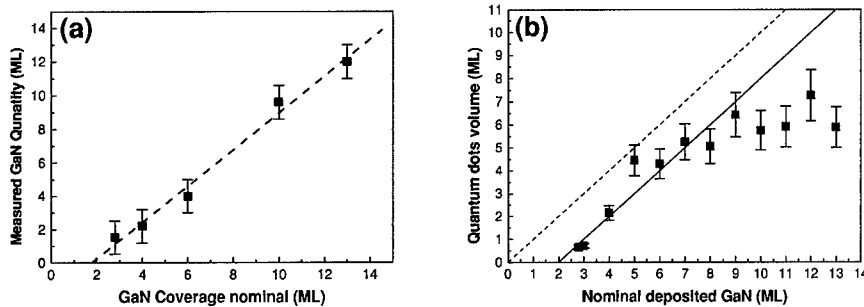 (a)
Measured GaN Qunality (ML)
14
12
10
8
6
4
2
0
0 2 4 6 8 10 12 14
GaN Coverage nominal (ML)
(b)
Quantum dots volume (ML)
11
10
9
8
7
6
5
4
3
2
1
0
0 1 2 3 4 5 6 7 8 9 10 11 12 13 14
Nominal deposited GaN (ML)